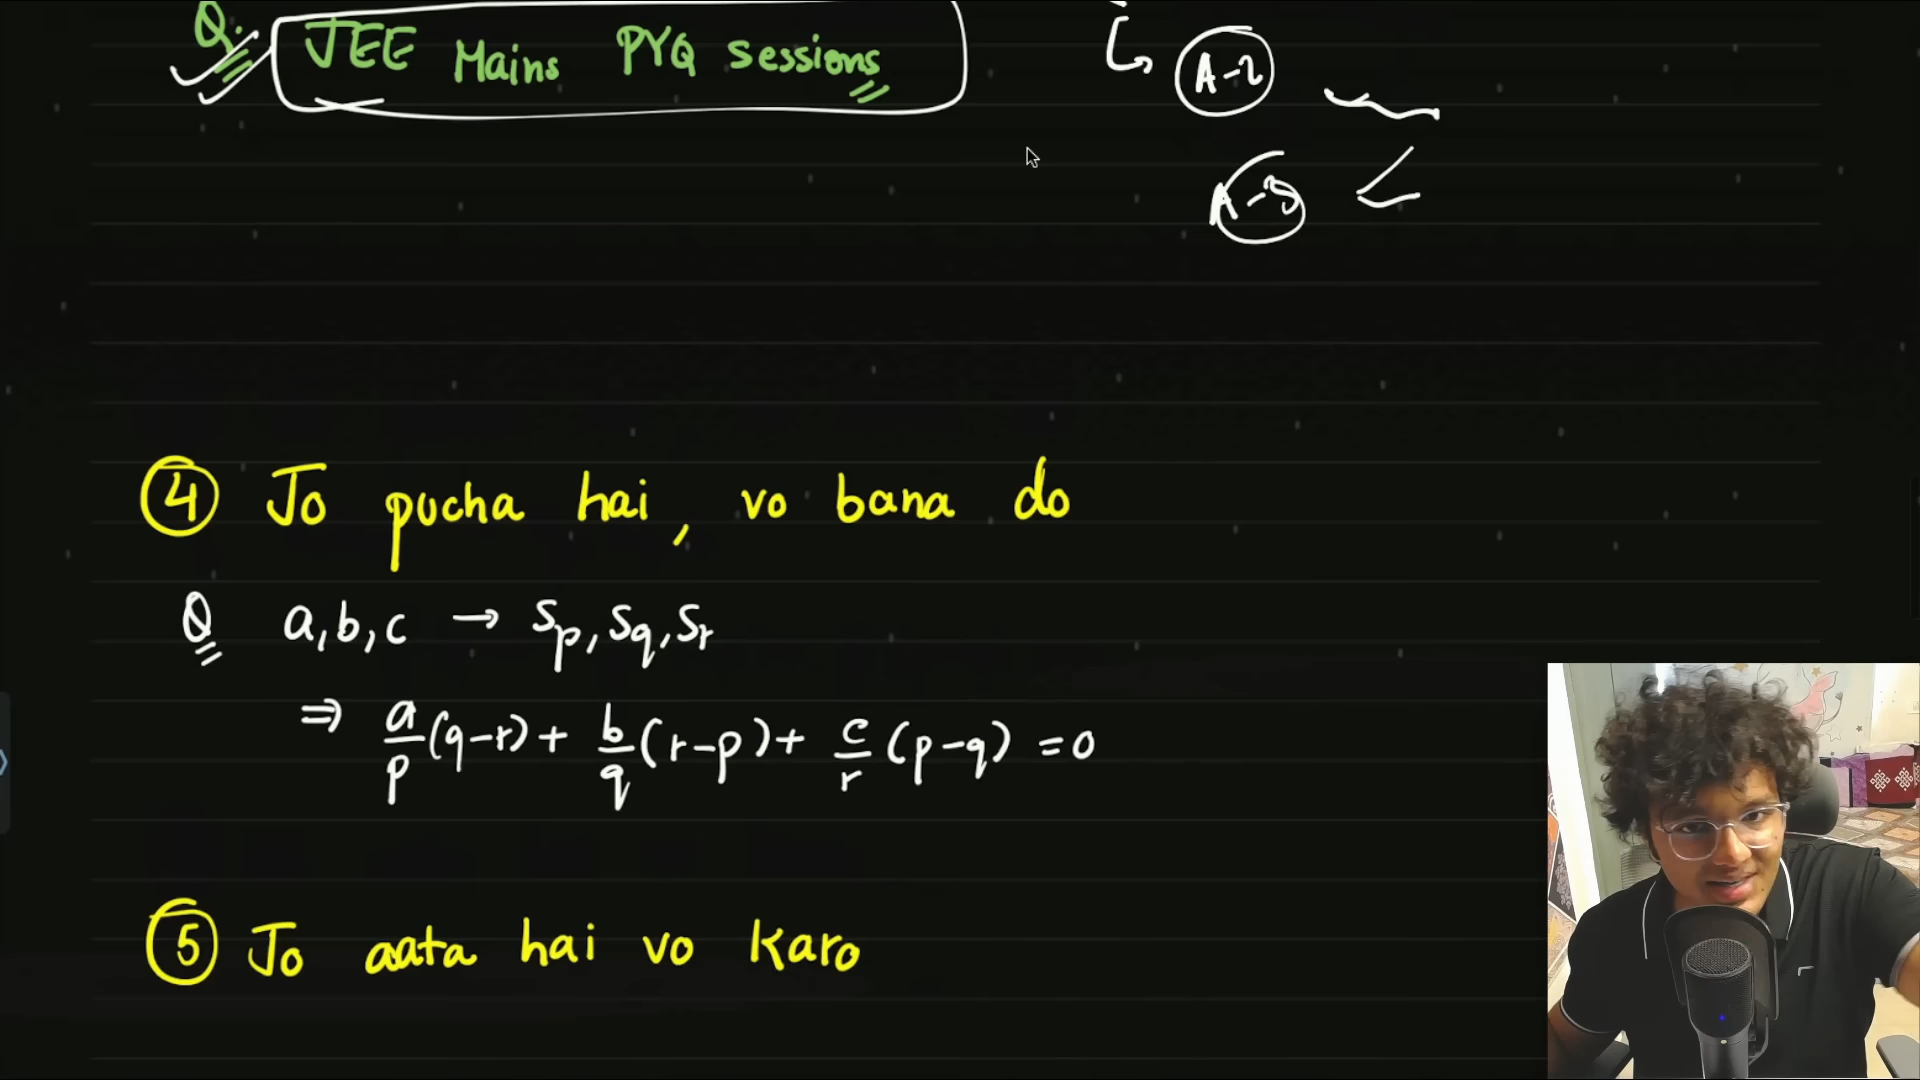 Q. JEE Mains PYQ sessions
A-2
A-3
④ Jo pucha hai, vo bana do
Q a,b,c → Sp, Sq, Sr
⇒ a/p (q-r) + b/q (r-p) + c/r (p-q) = 0
⑤ Jo aata hai vo karo